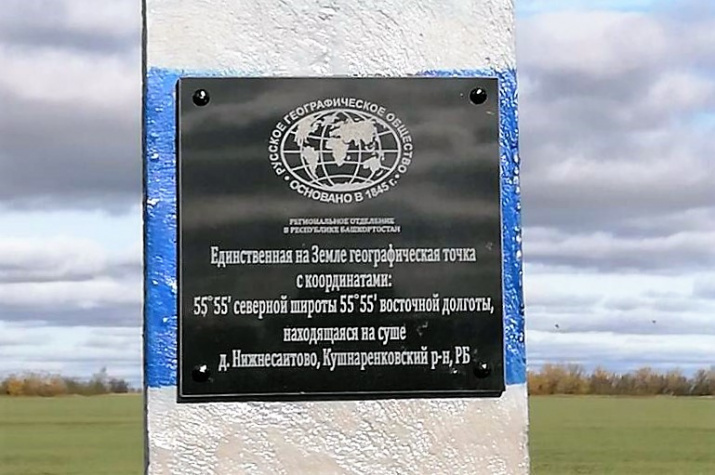 РУССКОЕ ГЕОГРАФИЧЕСКОЕ ОБЩЕСТВО
• ОСНОВАНО В 1845 г. •
РЕГИОНАЛЬНОЕ ОТДЕЛЕНИЕ
В РЕСПУБЛИКЕ БАШКОРТОСТАН
Единственная на Земле географическая точка
с координатами:
55°55' северной широты 55°55' восточной долготы,
находящаяся на суше
д. Нижнесаитово, Кушнаренковский р-н, РБ